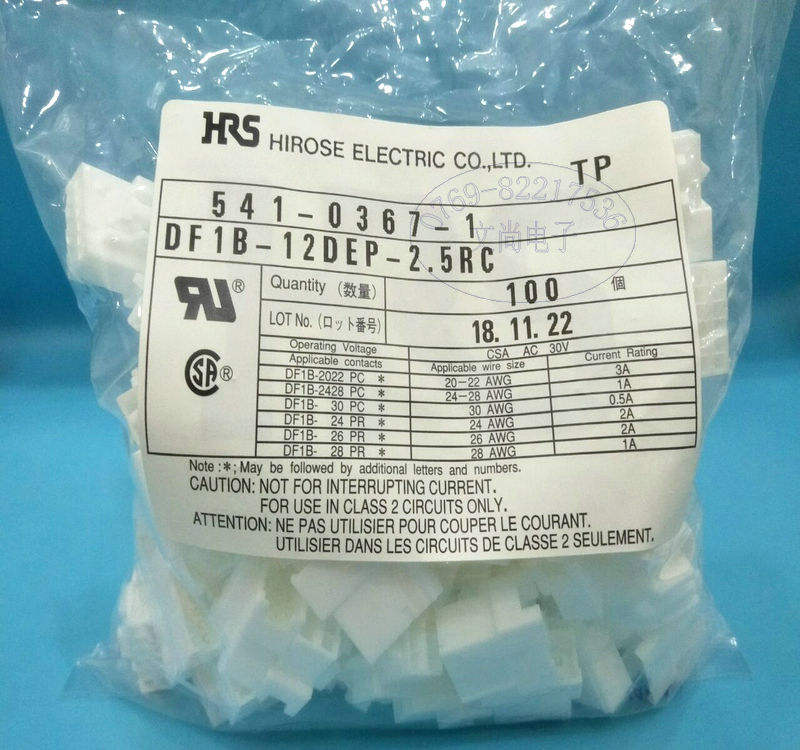 HRS HIROSE ELECTRIC CO.,LTD. TP
0769-82217536
文尚电子
541-0367-1
DF1B-12DEP-2.5RC
Quantity (数量) 100 個
LOT No. (ロット番号) 18.11.22
Operating Voltage CSA AC 30V
Applicable contacts Applicable wire size Current Rating
DF1B-2022 PC * 20-22 AWG 3A
DF1B-2428 PC * 24-28 AWG 1A
DF1B- 30 PC * 30 AWG 0.5A
DF1B- 24 PR * 24 AWG 2A
DF1B- 26 PR * 26 AWG 2A
DF1B- 28 PR * 28 AWG 1A
Note :*; May be followed by additional letters and numbers.
CAUTION: NOT FOR INTERRUPTING CURRENT.
FOR USE IN CLASS 2 CIRCUITS ONLY.
ATTENTION: NE PAS UTILISIER POUR COUPER LE COURANT.
UTILISIER DANS LES CIRCUITS DE CLASSE 2 SEULEMENT.